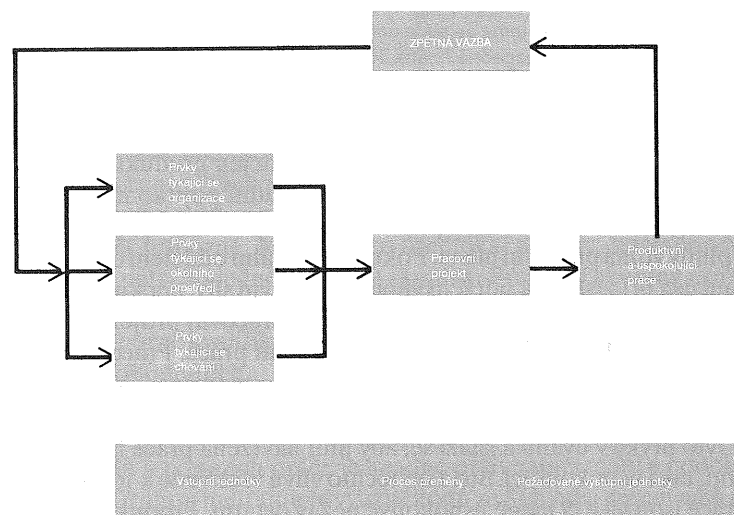 ZPĚTNÁ VAZBA
Prvky
týkající se
organizace
Prvky
týkající se
okolního
prostředí
Pracovní
projekt
Produktivní
a uspokojující
práce
Prvky
týkající se
chování
Vstupní jednotky Proces přeměny Požadované výstupní jednotky